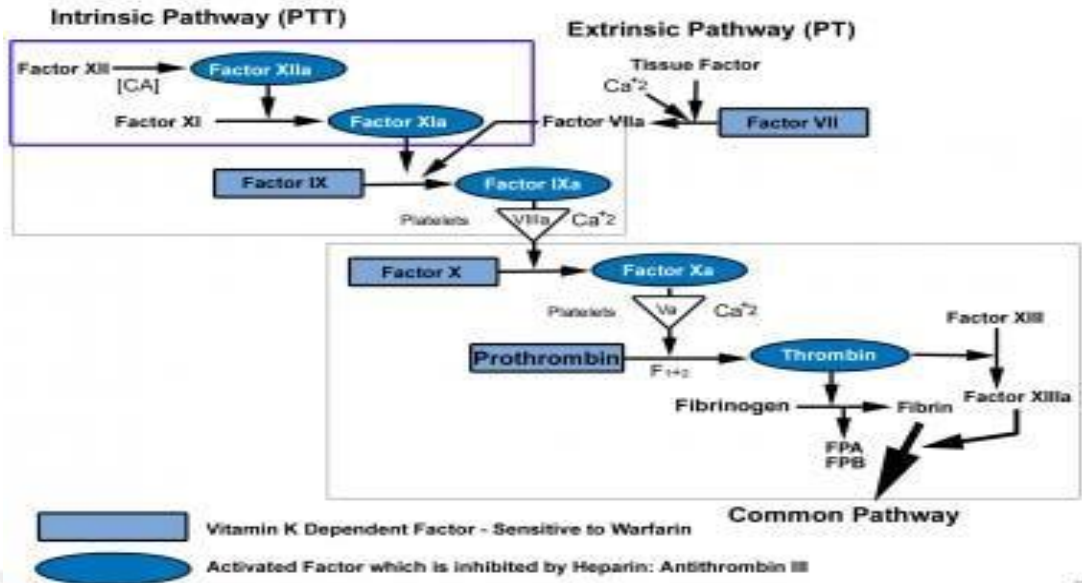 Intrinsic Pathway (PTT)
Extrinsic Pathway (PT)
Factor XII
[CA]
Factor XIIa
Tissue Factor
Ca+2
Factor XI
Factor XIa
Factor VIIa
Factor VII
Factor IX
Factor IXa
Platelets
VIIIa
Ca+2
Factor X
Factor Xa
Platelets
Va
Ca+2
Factor XIII
Prothrombin
F1+2
Thrombin
Fibrinogen
Fibrin
Factor XIIIa
FPA
FPB
Common Pathway
Vitamin K Dependent Factor - Sensitive to Warfarin
Activated Factor which is inhibited by Heparin: Antithrombin III